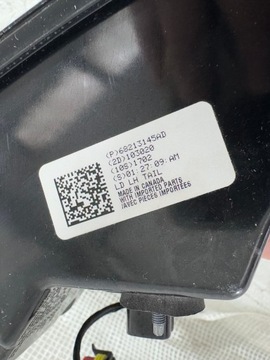 (P)68213145AD
(2D)103020
(10S)1702
(S)01:27:09:AM
LD LH TAIL
MADE IN CANADA
WITH IMPORTED PARTS
/AVEC PIECES IMPORTEES